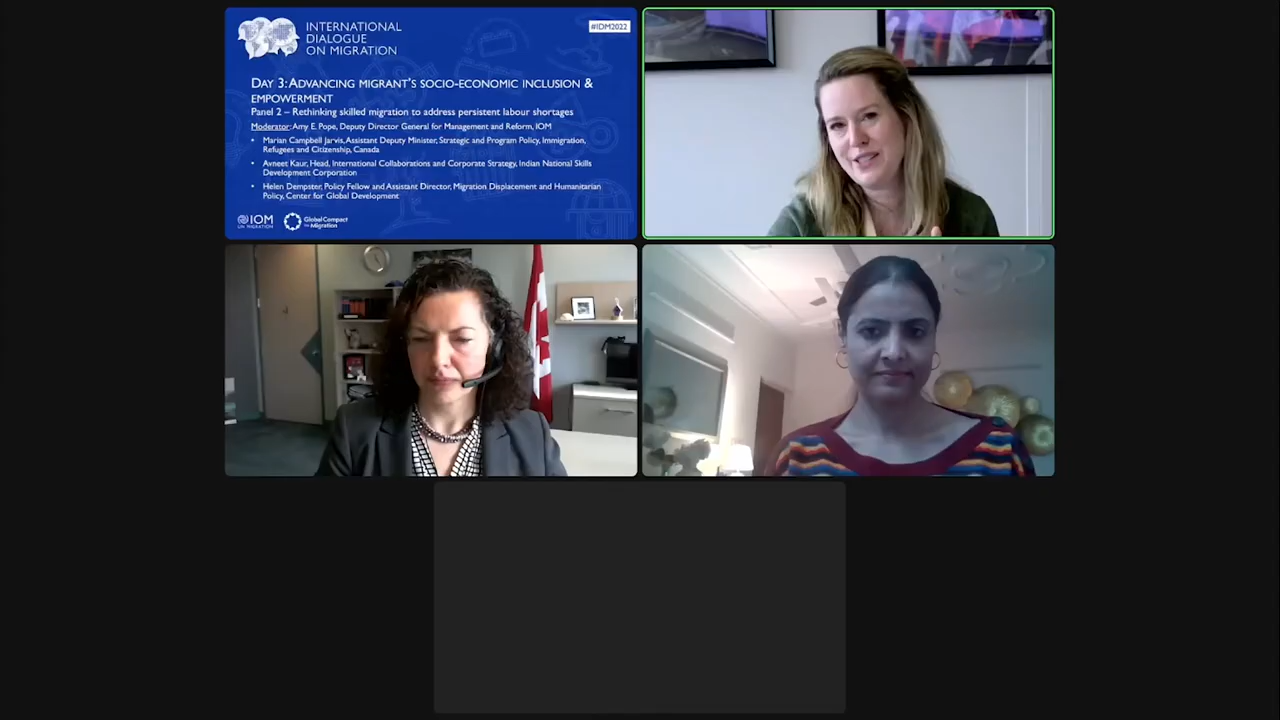 INTERNATIONAL
DIALOGUE
ON MIGRATION
#IDM2022
DAY 3: ADVANCING MIGRANT'S SOCIO-ECONOMIC INCLUSION &
EMPOWERMENT
Panel 2 – Rethinking skilled migration to address persistent labour shortages
Moderator: Amy E. Pope, Deputy Director General for Management and Reform, IOM
• Marian Campbell Jarvis, Assistant Deputy Minister, Strategic and Program Policy, Immigration,
Refugees and Citizenship, Canada
• Avneet Kaur, Head, International Collaborations and Corporate Strategy, Indian National Skills
Development Corporation
• Helen Dempster, Policy Fellow and Assistant Director, Migration Displacement and Humanitarian
Policy, Center for Global Development
IOM
UN MIGRATION
Global Compact
for Migration